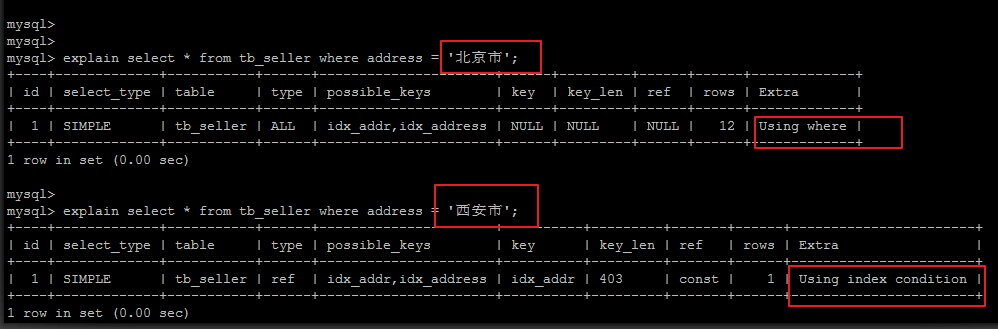 mysql>
mysql>
mysql> explain select * from tb_seller where address = '北京市';
+----+-------------+-----------+------+----------------------+------+---------+------+------+-------------+
| id | select_type | table     | type | possible_keys        | key  | key_len | ref  | rows | Extra       |
+----+-------------+-----------+------+----------------------+------+---------+------+------+-------------+
|  1 | SIMPLE      | tb_seller | ALL  | idx_addr,idx_address | NULL | NULL    | NULL |   12 | Using where |
+----+-------------+-----------+------+----------------------+------+---------+------+------+-------------+
1 row in set (0.00 sec)
mysql>
mysql> explain select * from tb_seller where address = '西安市';
+----+-------------+-----------+------+----------------------+----------+---------+-------+------+-----------------------+
| id | select_type | table     | type | possible_keys        | key      | key_len | ref   | rows | Extra                 |
+----+-------------+-----------+------+----------------------+----------+---------+-------+------+-----------------------+
|  1 | SIMPLE      | tb_seller | ref  | idx_addr,idx_address | idx_addr | 403     | const |    1 | Using index condition |
+----+-------------+-----------+------+----------------------+----------+---------+-------+------+-----------------------+
1 row in set (0.00 sec)